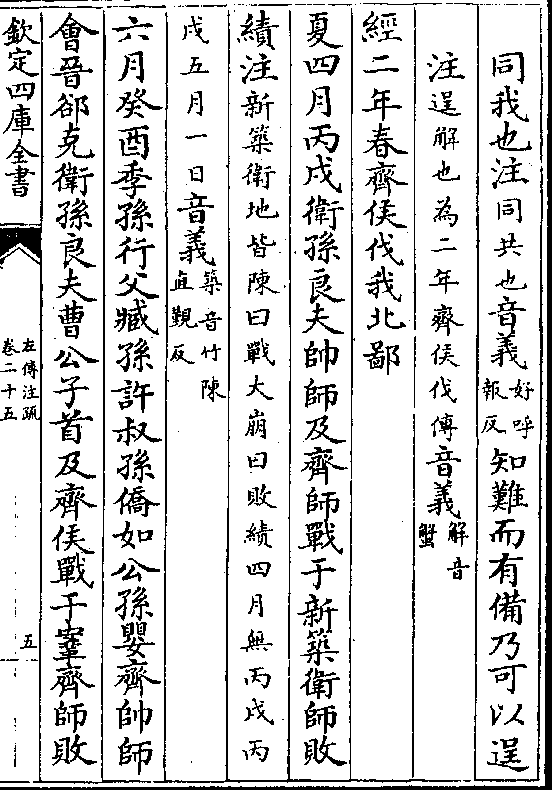 同我也注同共也音義好呼報反知難而有備乃可以逞
注逞解也為二年齊侯伐傳音義解音蟹
經二年春齊侯伐我北鄙
夏四月丙戌衛孫良夫帥師及齊師戰于新築衛師敗
績注新築衛地皆陳曰戰大崩曰敗績四月無丙戌丙
戌五月一日音義築音竹陳直覲反
六月癸酉季孫行父臧孫許叔孫僑如公孫嬰齊帥師
會晉郤克衛孫良夫曹公子首及齊侯戰于鞌齊師敗
欽定四庫全書
左傳注疏
卷二十五
五